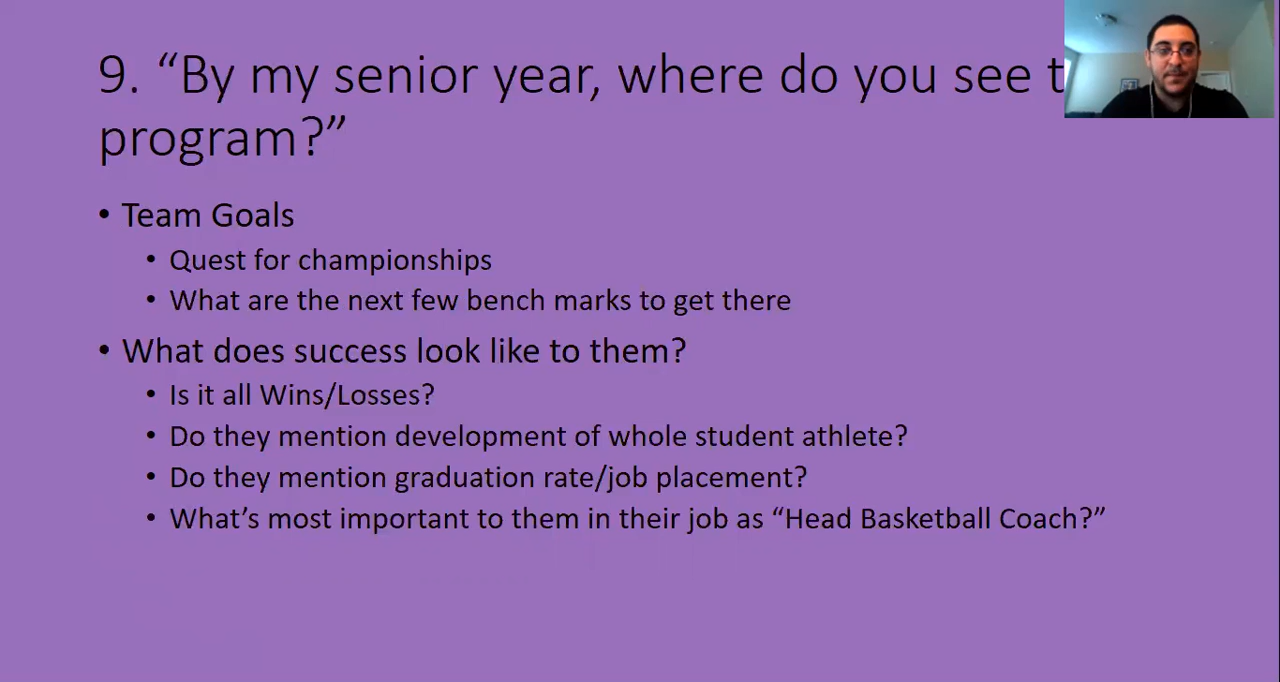 9. “By my senior year, where do you see
program?”
• Team Goals
• Quest for championships
• What are the next few bench marks to get there
• What does success look like to them?
• Is it all Wins/Losses?
• Do they mention development of whole student athlete?
• Do they mention graduation rate/job placement?
• What’s most important to them in their job as “Head Basketball Coach?”